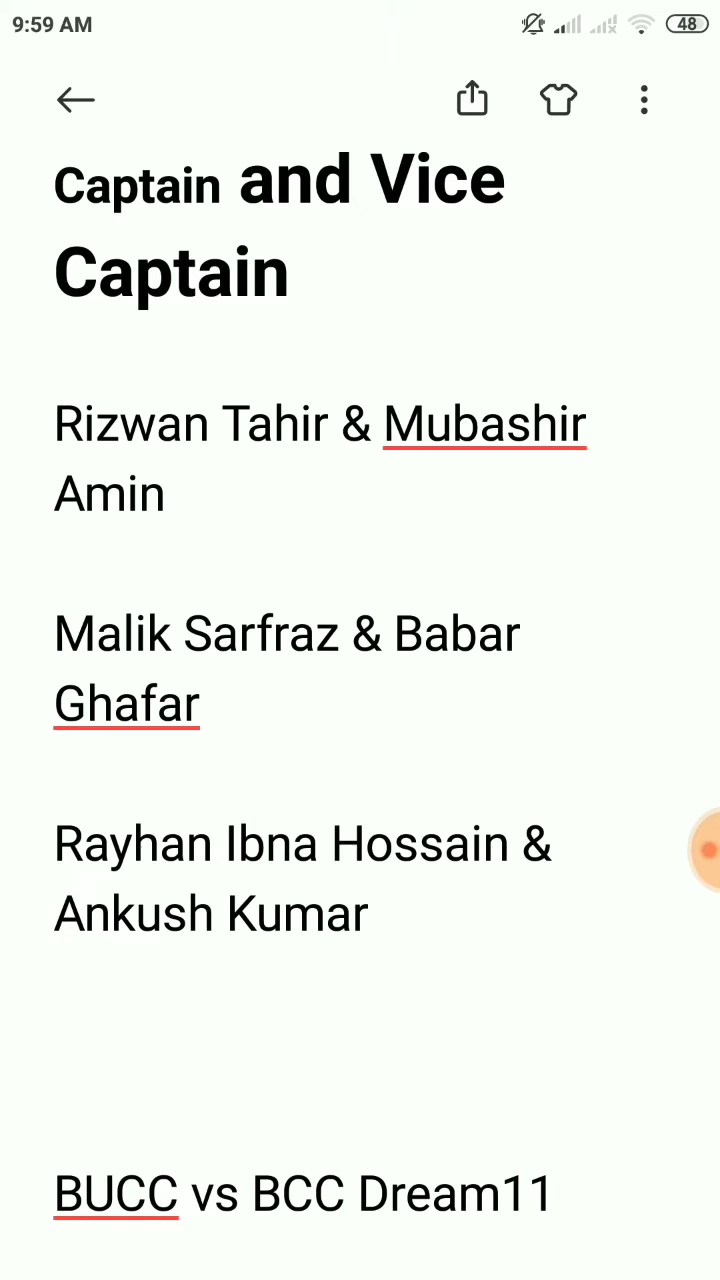 9:59 AM
48
Captain and Vice
Captain
Rizwan Tahir & Mubashir
Amin
Malik Sarfraz & Babar
Ghafar
Rayhan Ibna Hossain &
Ankush Kumar
BUCC vs BCC Dream11